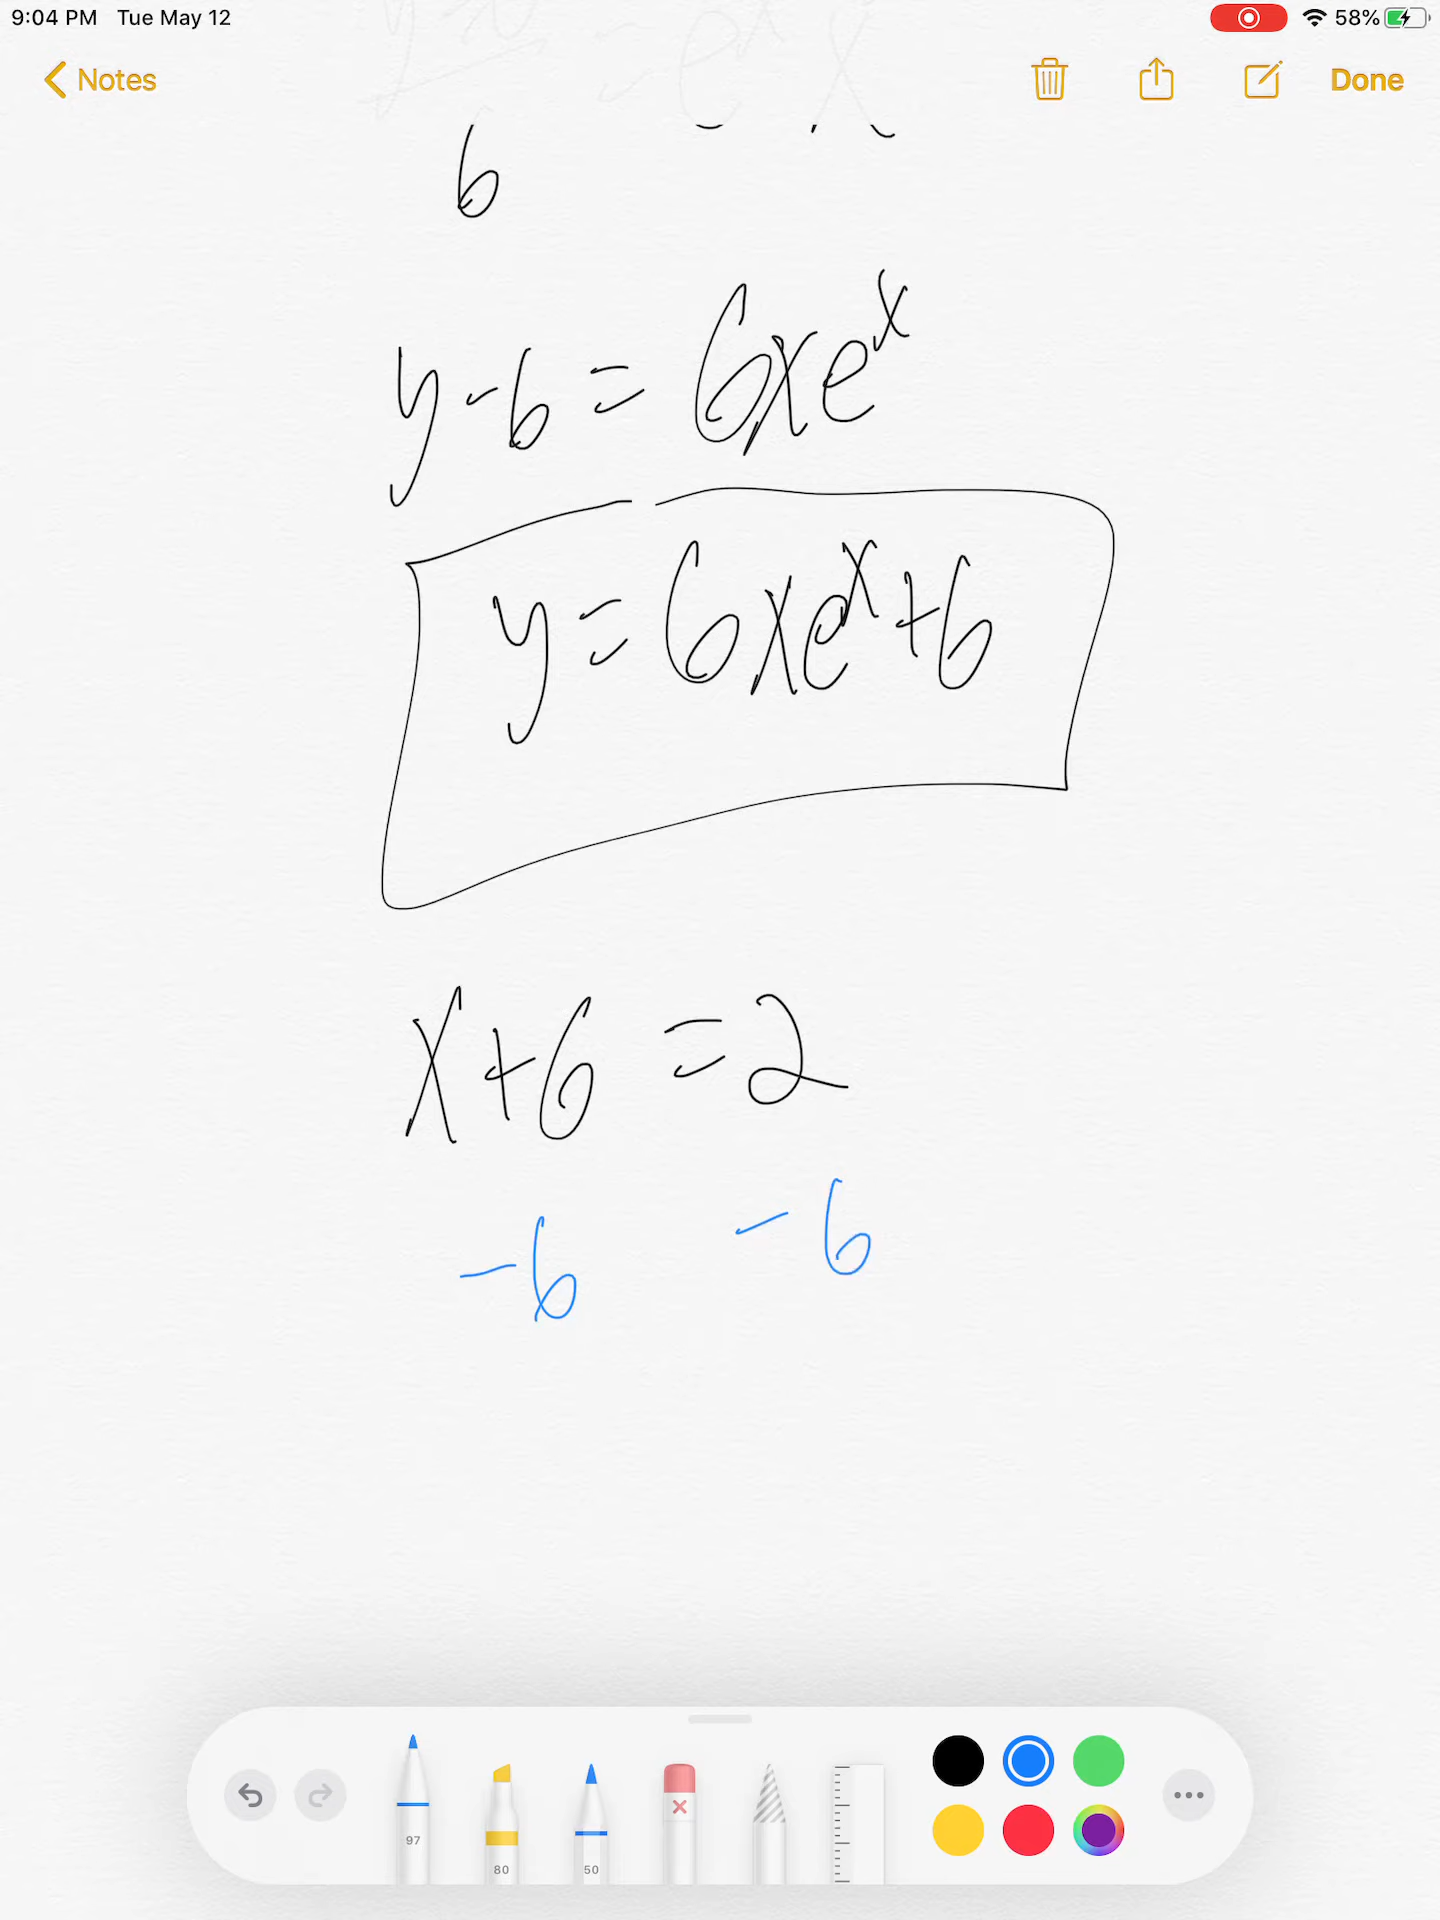 9:04 PM Tue May 12
58%
Notes
Done
6
y-6 = 6xe^x
y = 6xe^x+6
x+6 = 2
-6 -6
97
80
50